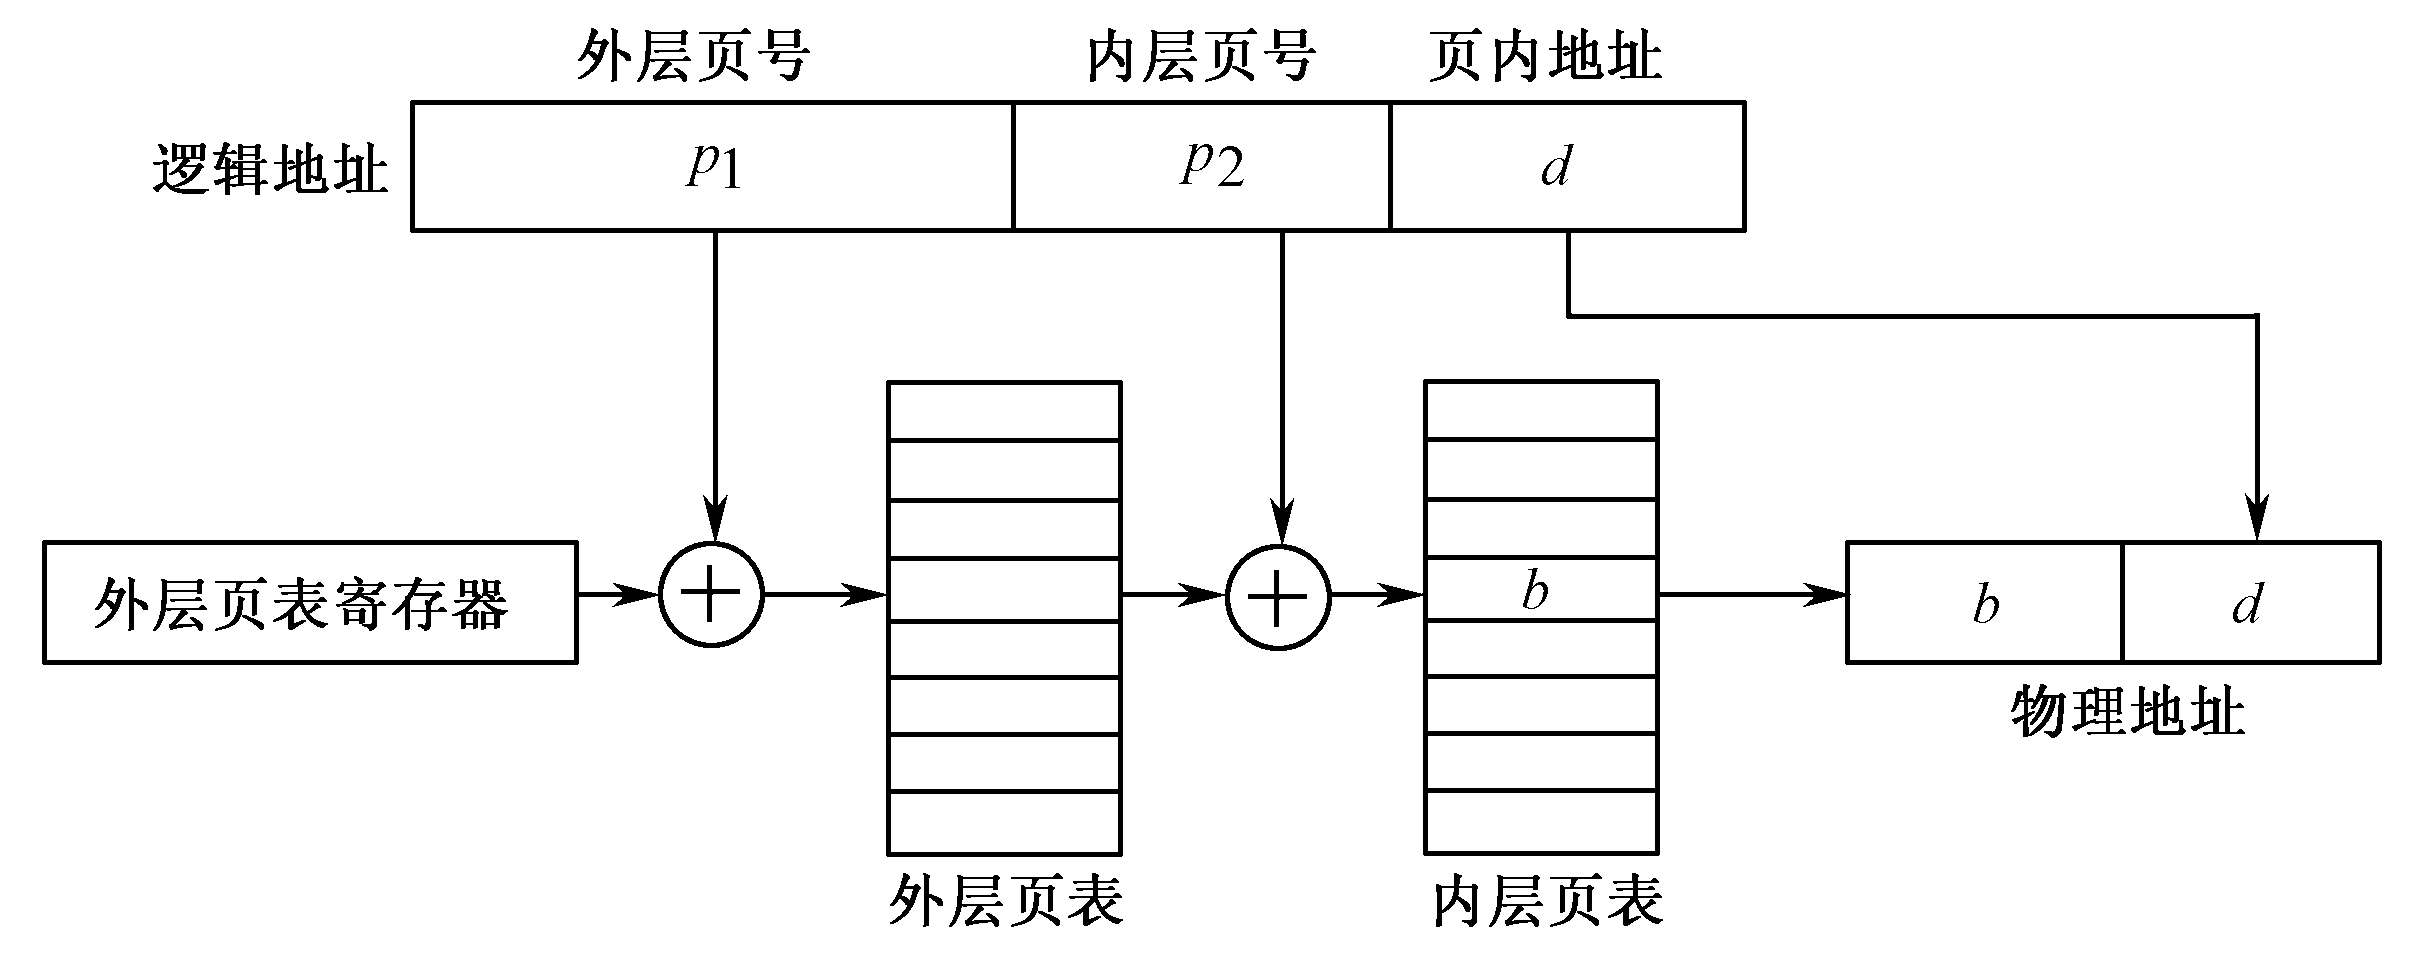 外层页号 内层页号 页内地址
逻辑地址 p1 p2 d
外层页表寄存器 + + b b d
物理地址
外层页表 内层页表